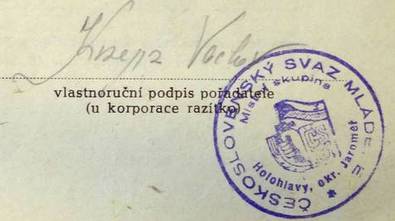 vlastnoruční podpis pořadatele
(u korporace razítko)
ČESKOSLOVENSKÝ SVAZ MLÁDEŽE
Místní skupina
Holohlavy, okr. Jaroměř